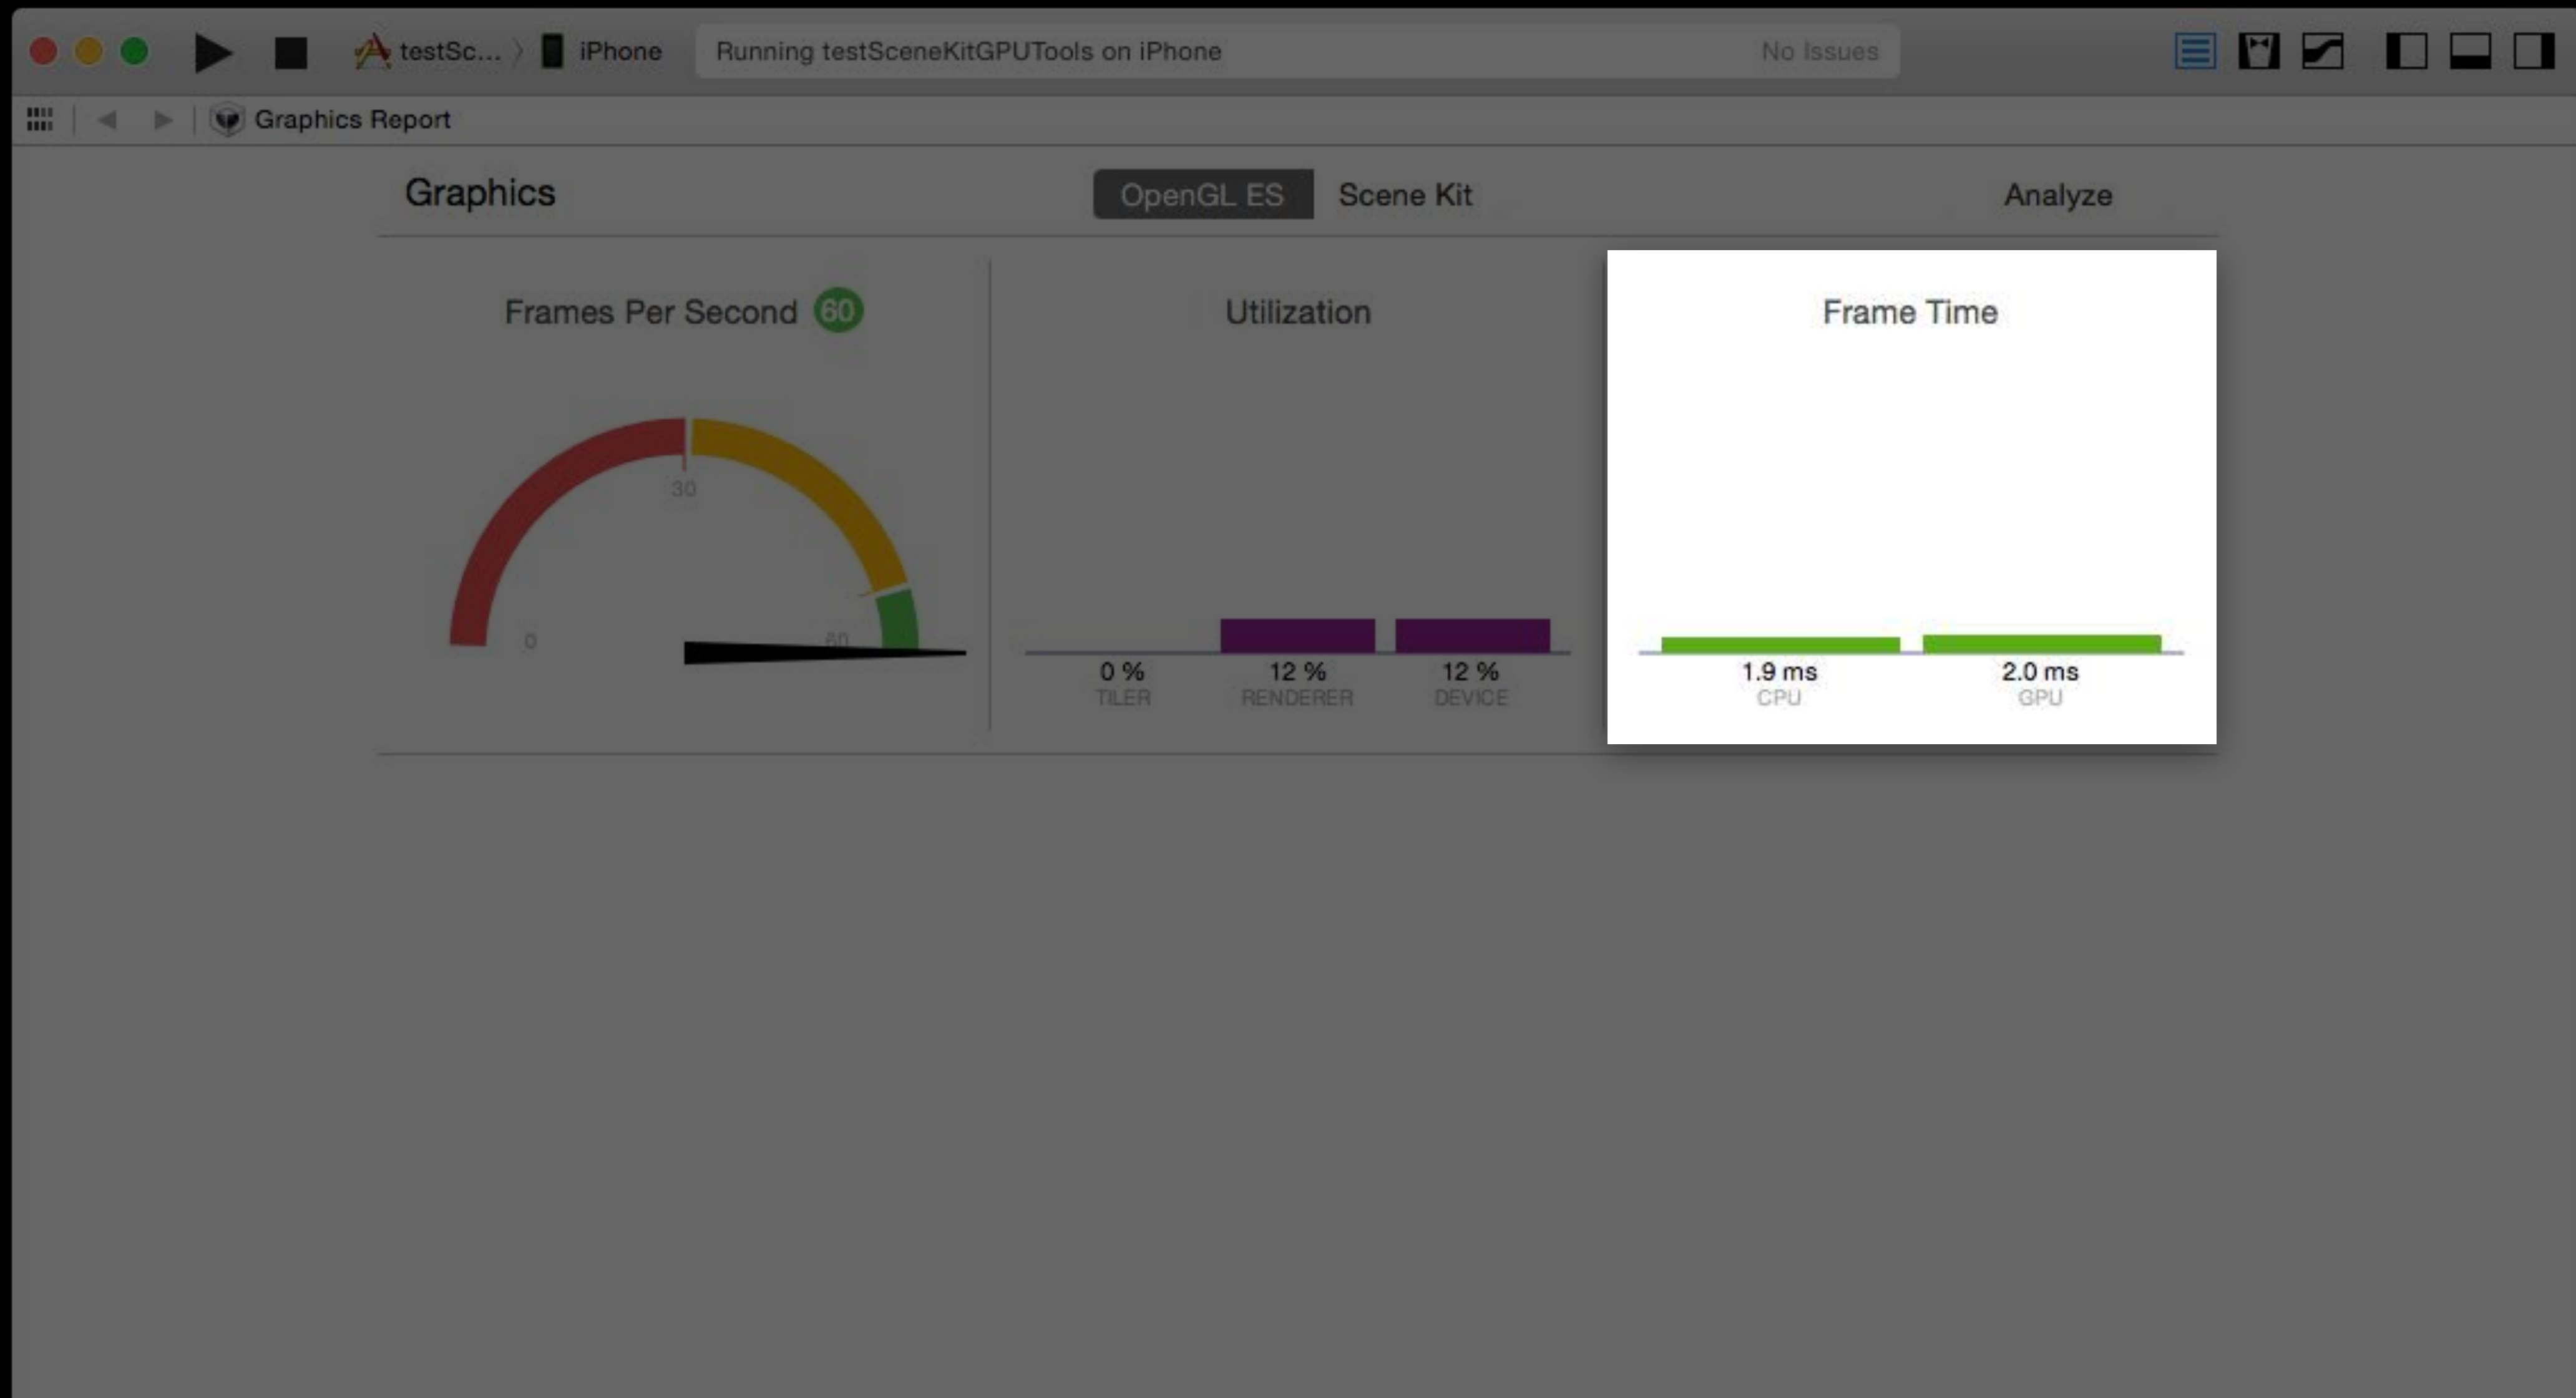 testSc... 〉 iPhone
Running testSceneKitGPUTools on iPhone
No Issues
Graphics Report
Graphics
OpenGL ES
Scene Kit
Analyze
Frames Per Second 60
30
0
60
Utilization
0 %
TILER
12 %
RENDERER
12 %
DEVICE
Frame Time
1.9 ms
CPU
2.0 ms
GPU